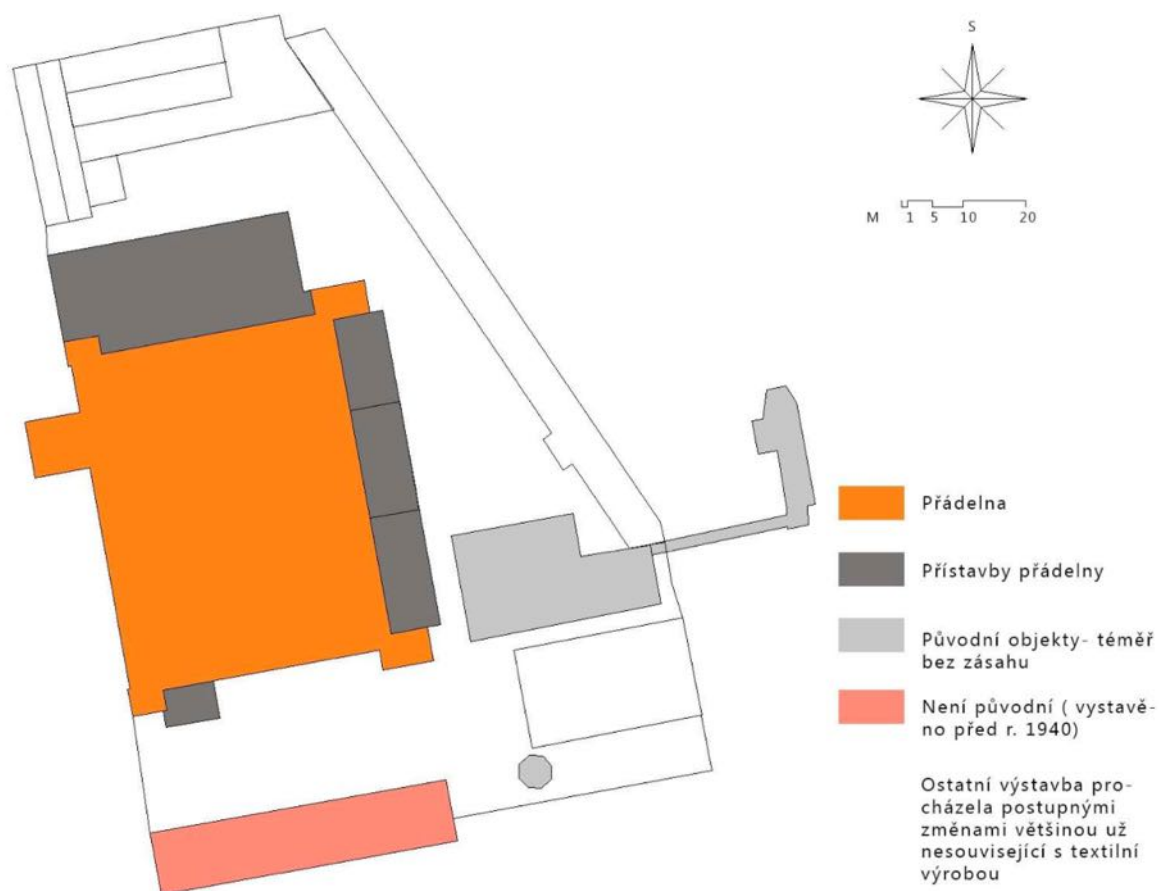 S
M 1 5 10 20
Přádelna
Přístavby přádelny
Původní objekty- téměř
bez zásahu
Není původní ( vystavě-
no před r. 1940)
Ostatní výstavba pro-
cházela postupnými
změnami většinou už
nesouvisející s textilní
výrobou